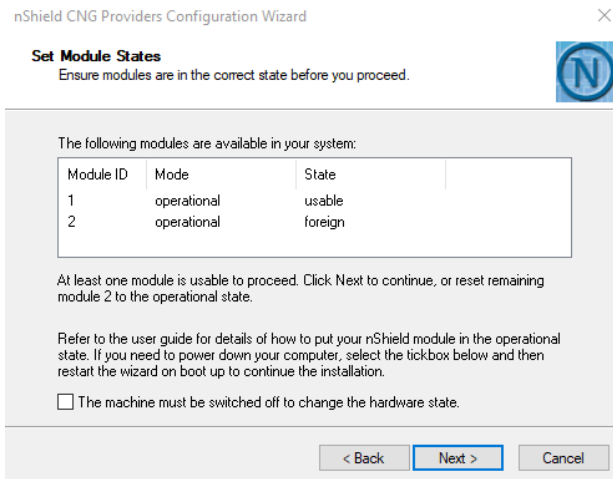 nShield CNG Providers Configuration Wizard
Set Module States
Ensure modules are in the correct state before you proceed.
N
The following modules are available in your system:
Module ID Mode State
1 operational usable
2 operational foreign
At least one module is usable to proceed. Click Next to continue, or reset remaining
module 2 to the operational state.
Refer to the user guide for details of how to put your nShield module in the operational
state. If you need to power down your computer, select the tickbox below and then
restart the wizard on boot up to continue the installation.
The machine must be switched off to change the hardware state.
< Back Next > Cancel